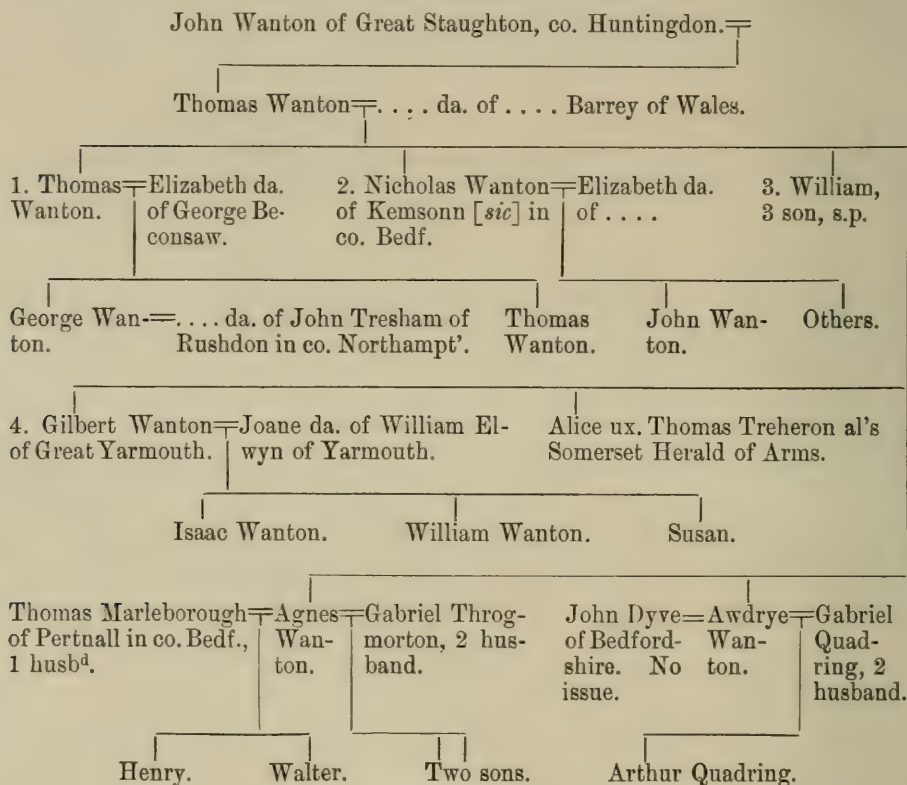 John Wanton of Great Staughton, co. Huntingdon.
Thomas Wanton . . . . da. of . . . . Barrey of Wales.
1. Thomas Wanton.
Elizabeth da. of George Be-
consaw.
2. Nicholas Wanton
of Kemsonn [sic] in
co. Bedf.
Elizabeth da.
of . . . .
3. William,
3 son, s.p.
George Wan-
ton.
. . . . da. of John Tresham of
Rushdon in co. Northampt'.
Thomas
Wanton.
John Wan-
ton.
Others.
4. Gilbert Wanton
of Great Yarmouth.
Joane da. of William El-
wyn of Yarmouth.
Alice ux. Thomas Treheron al's
Somerset Herald of Arms.
Isaac Wanton.
William Wanton.
Susan.
Thomas Marleborough
of Pertnall in co. Bedf.,
1 husbd.
Agnes
Wan-
ton.
Gabriel Throg-
morton, 2 hus-
band.
John Dyve
of Bedford-
shire. No
issue.
Awdrye
Wan-
ton.
Gabriel
Quad-
ring, 2
husband.
Henry.
Walter.
Two sons.
Arthur Quadring.